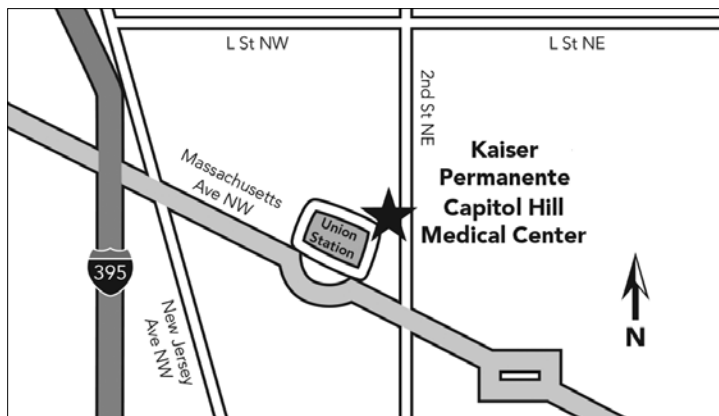 L St NW
L St NE
2nd St NE
Kaiser
Permanente
Capitol Hill
Medical Center
Massachusetts
Ave NW
Union
Station
395
New Jersey
Ave NW
N